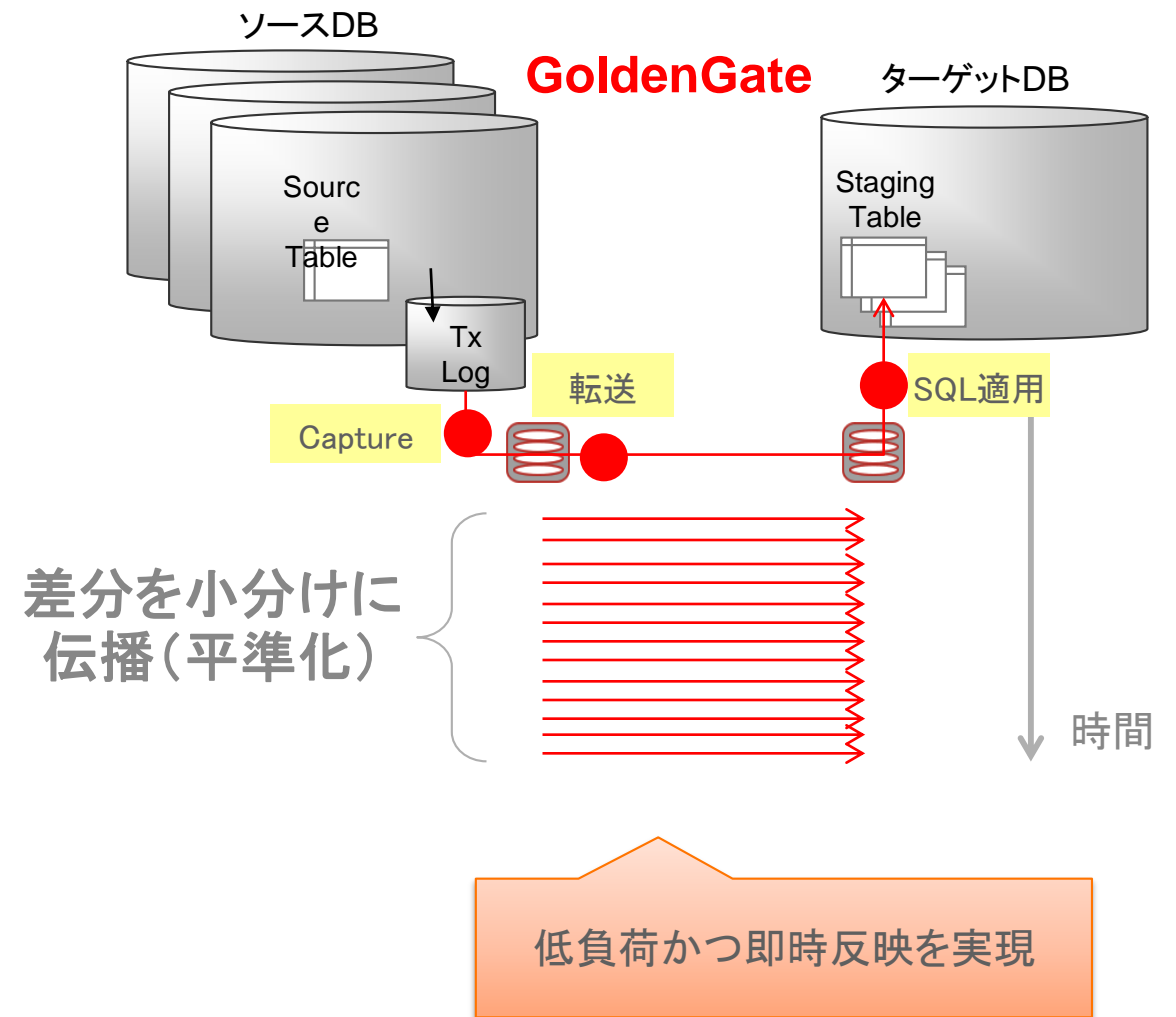 ソースDB
GoldenGate
ターゲットDB
Sourc
e
Table
Staging
Table
Tx
Log
転送
SQL適用
Capture
差分を小分けに
伝播(平準化)
時間
低負荷かつ即時反映を実現